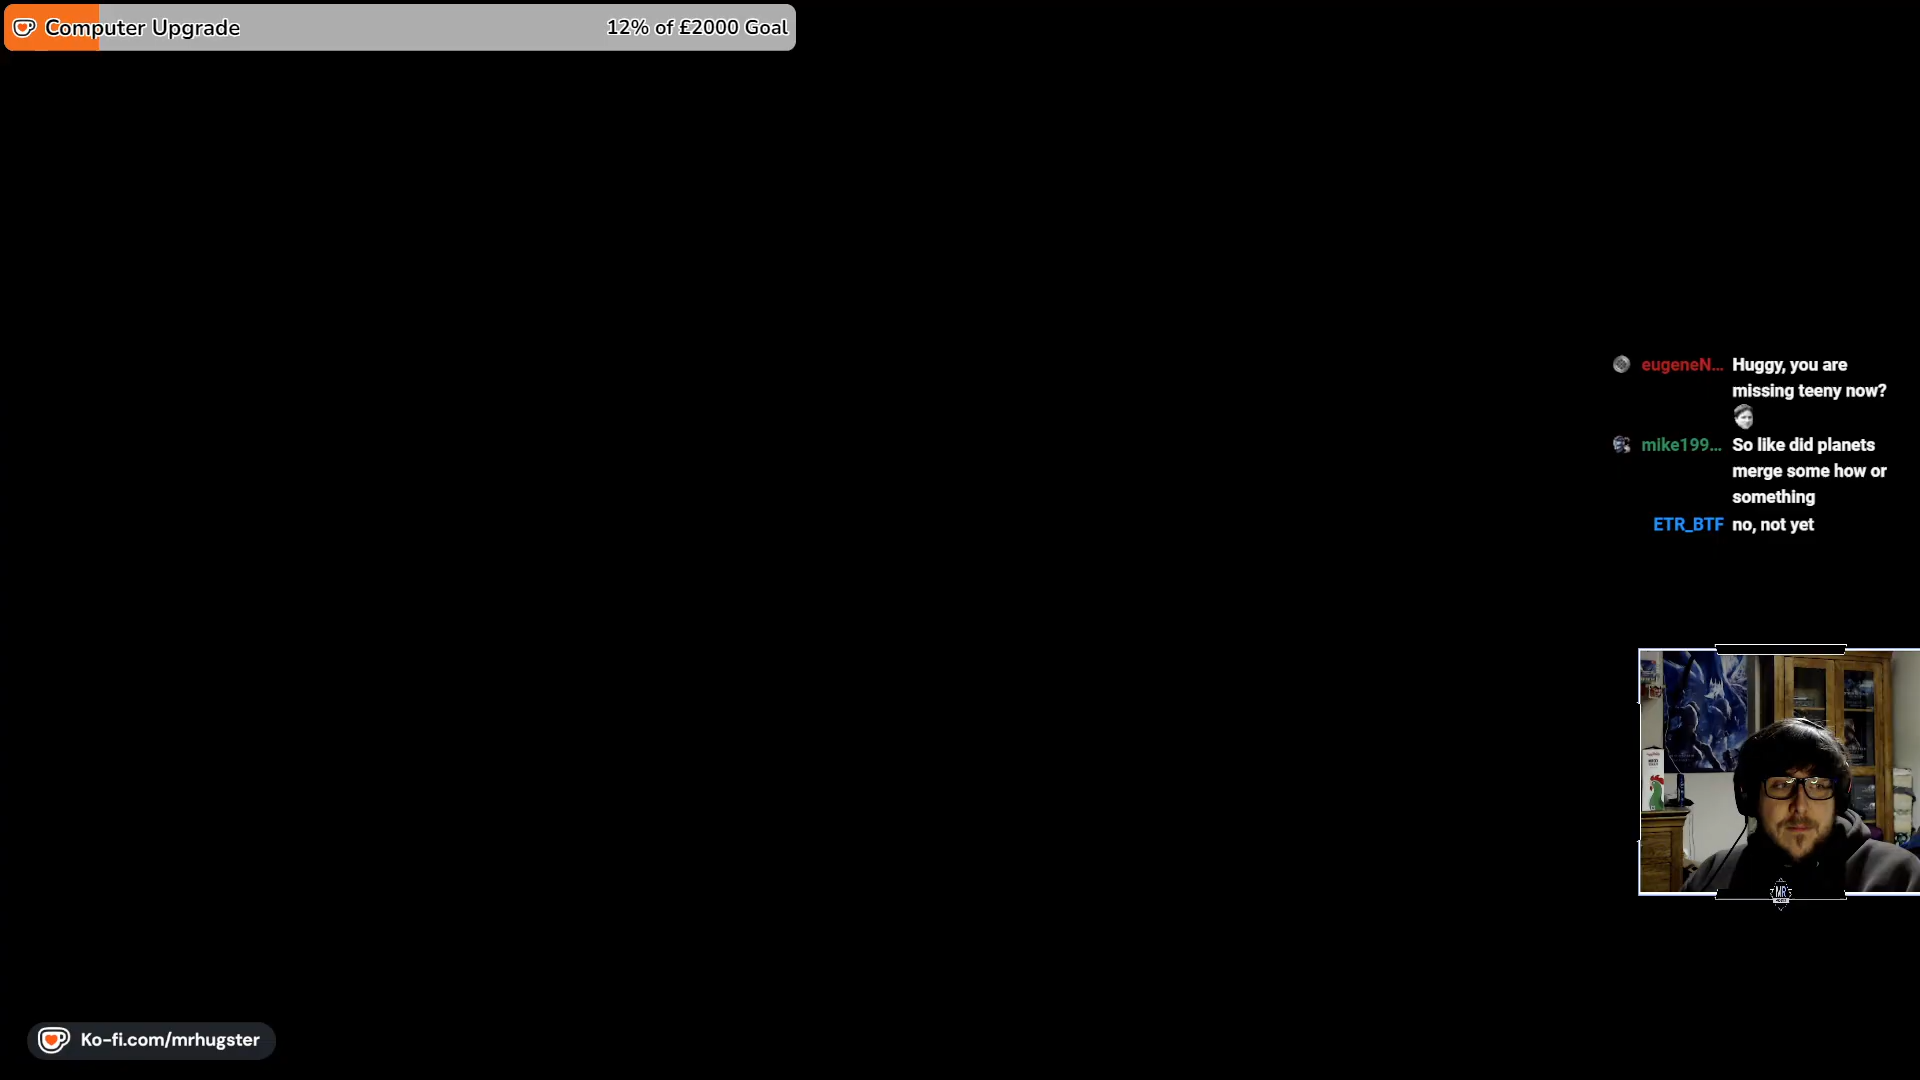 Computer Upgrade
12% of £2000 Goal
eugeneN... Huggy, you are
missing teeny now?
mike199... So like did planets
merge some how or
something
ETR_BTF no, not yet
MR
Ko-fi.com/mrhugster